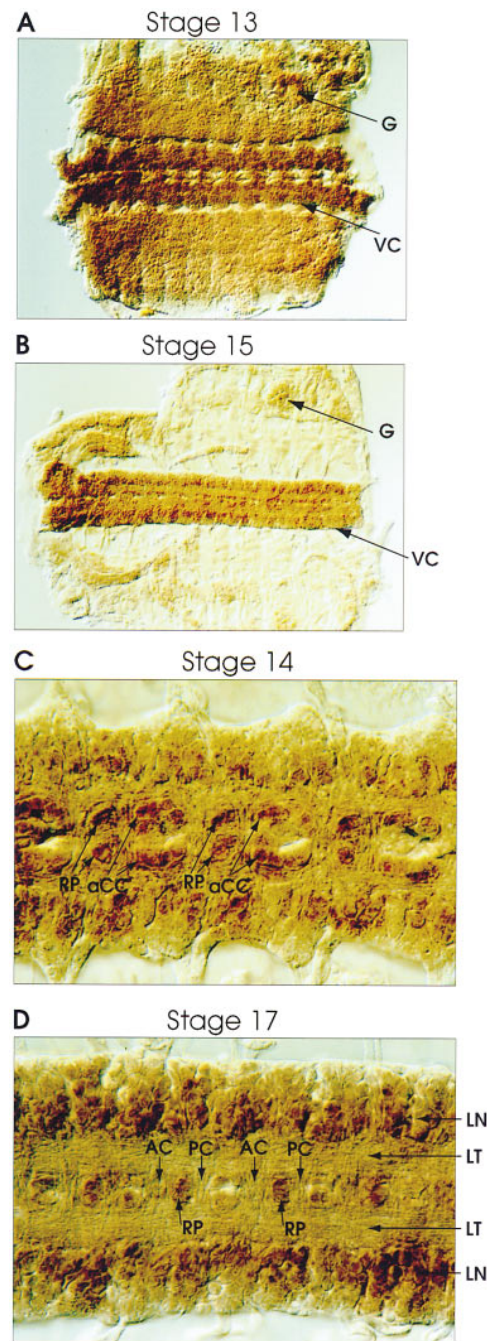 A Stage 13
G
VC
B Stage 15
G
VC
C Stage 14
RP aCC RP aCC
D Stage 17
LN
AC PC AC PC
LT
RP RP
LT
LN